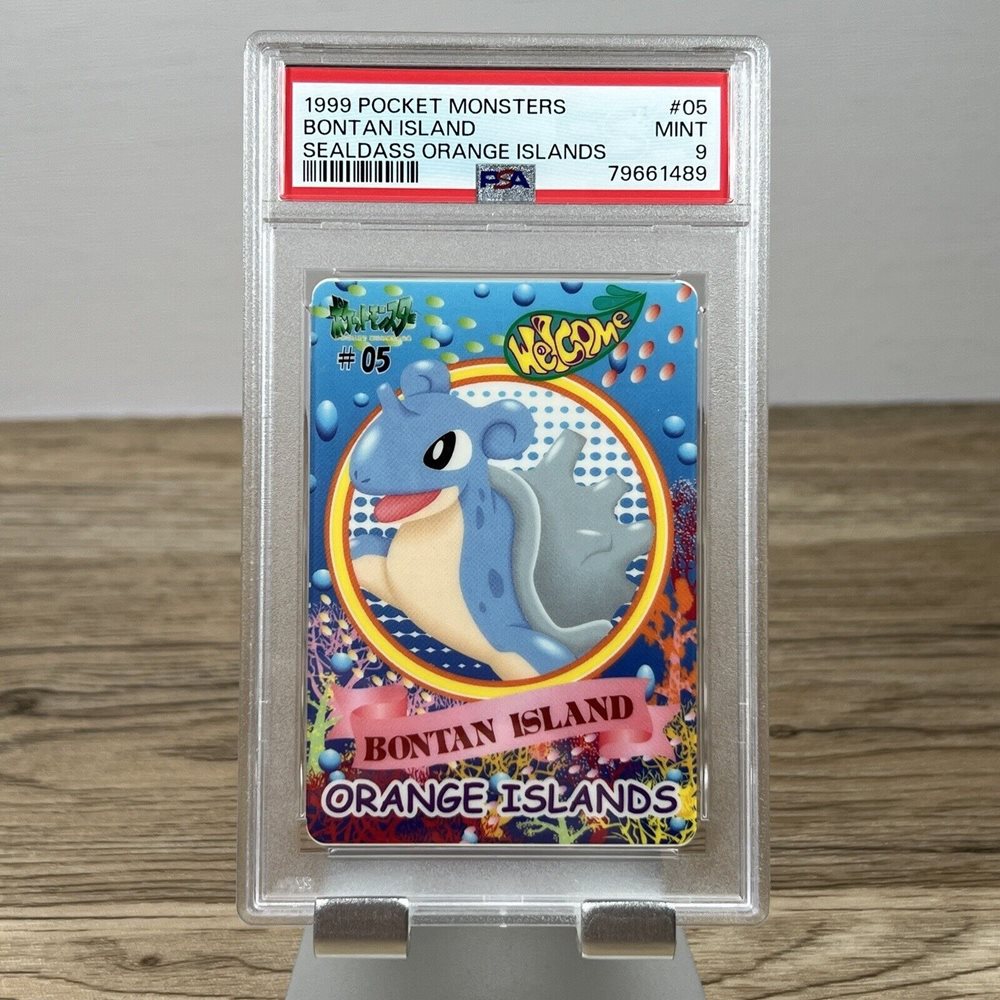 1999 POCKET MONSTERS #05
BONTAN ISLAND MINT
SEALDASS ORANGE ISLANDS 9
PSA 79661489
ポケットモンスター
#05
WELCOMe
BONTAN ISLAND
ORANGE ISLANDS